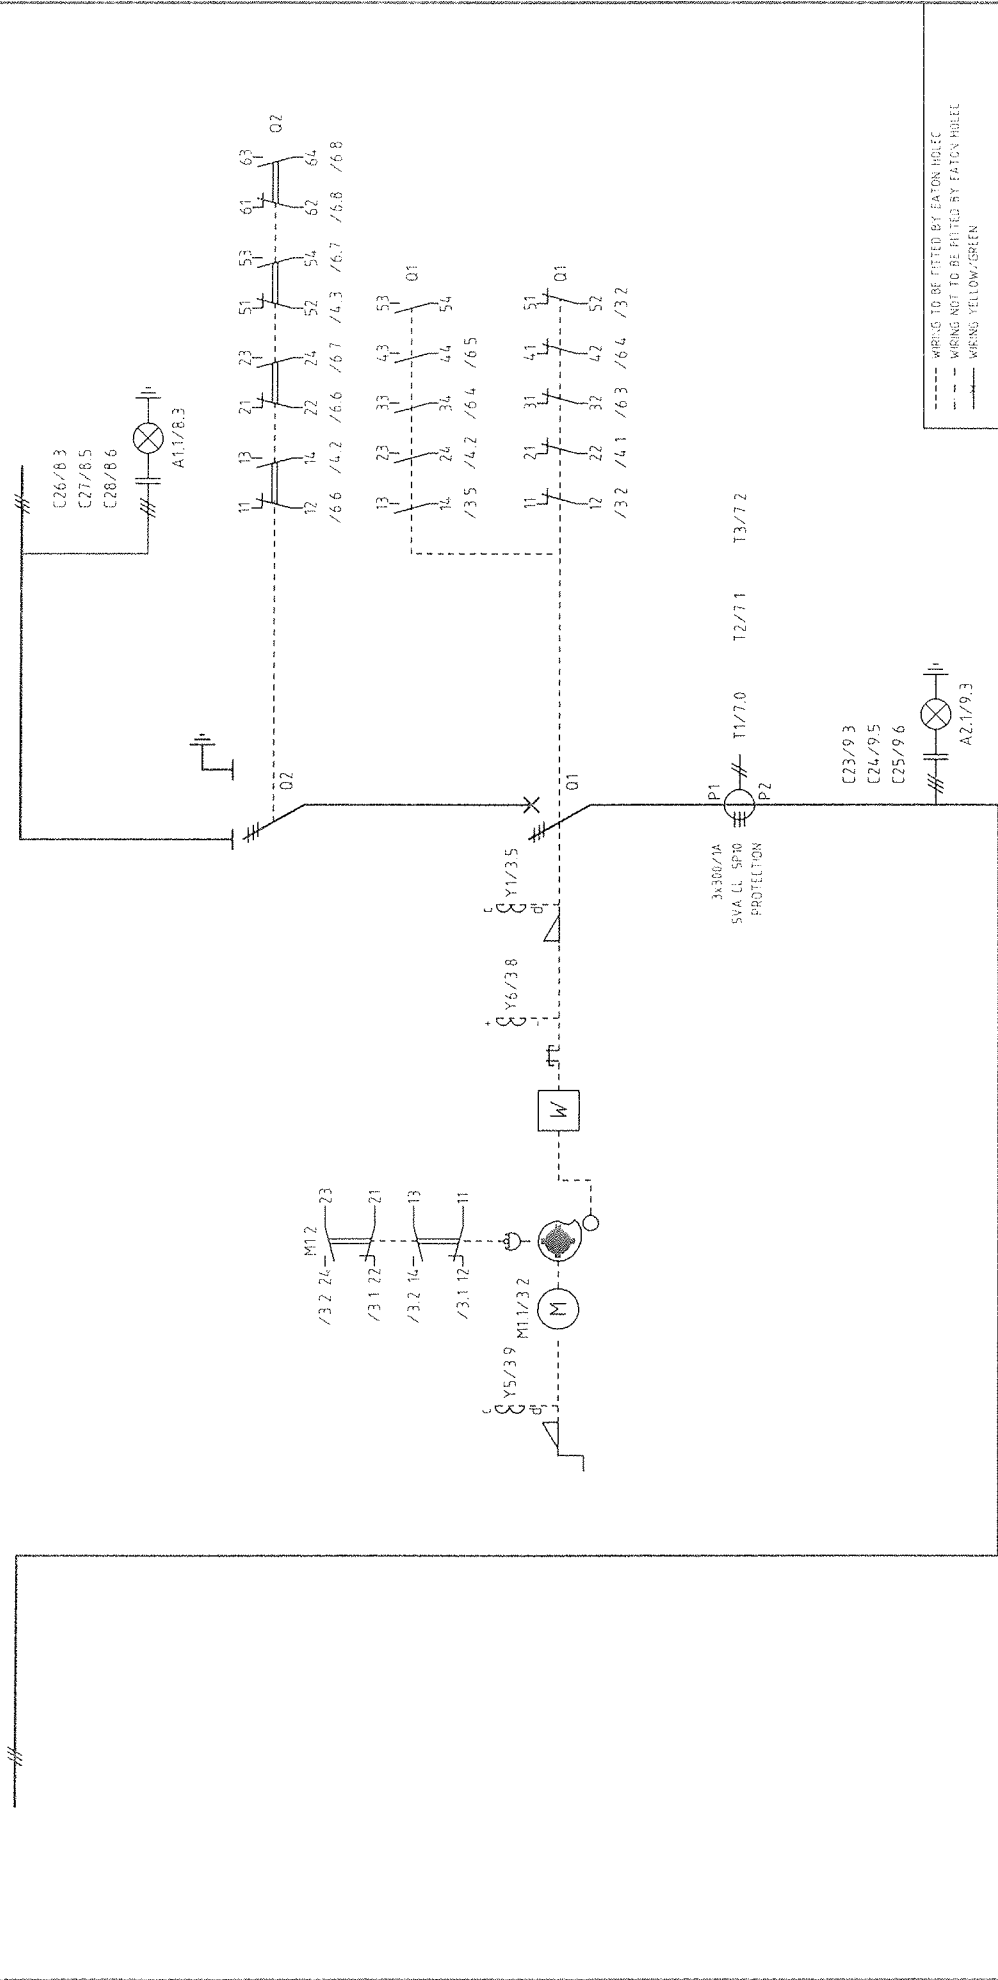 C26/8.3
C27/8.5
C28/8.6
A1.1/8.3
11 13 21 23 51 53 61 63
Q2
12 14 22 24 52 54 62 64
/6.6 /4.2 /6.6 /6.7 /4.3 /6.7 /6.8 /6.8
Q2
13 23 33 43 53
Q1
14 24 34 44 54
/3.5 /4.2 /6.4 /6.5
11 21 31 41 51
Q1
12 22 32 42 52
/3.2 /4.1 /6.3 /6.4 /3.2
Q1
M1.2
/3.2 24 23
/3.1 22 21
/3.2 14 13
/3.1 12 11
M1.1/3.2
M
W
c
Y5/3.9
d
+
Y6/3.8
-
c
Y1/3.5
d
3x300/1A
5VA CL 5P10
PROTECTION
P1
P2
T1/7.0 T2/7.1 T3/7.2
C23/9.3
C24/9.5
C25/9.6
A2.1/9.3
WIRING TO BE FITTED BY EATON HOLEC
WIRING NOT TO BE FITTED BY EATON HOLEC
WIRING YELLOW/GREEN